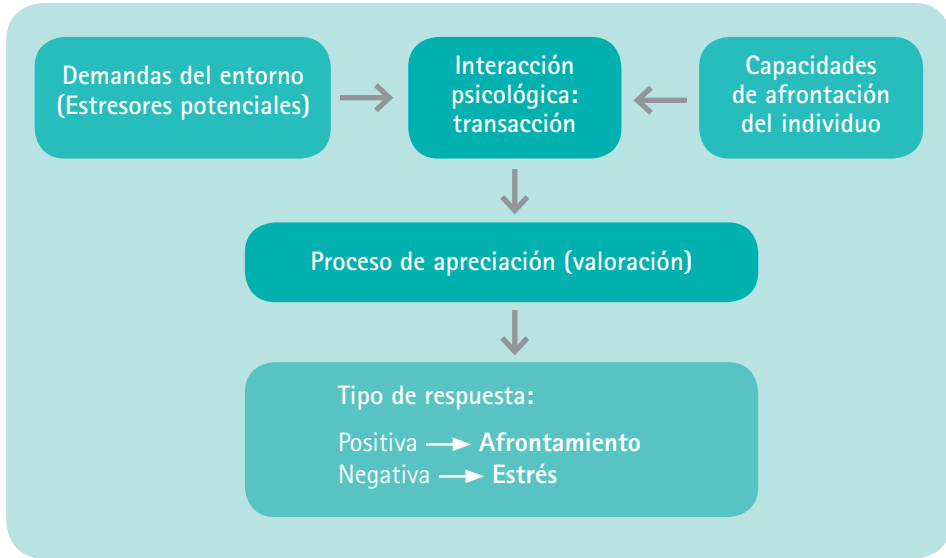 Demandas del entorno
(Estresores potenciales)
Interacción
psicológica:
transacción
Capacidades
de afrontación
del individuo
Proceso de apreciación (valoración)
Tipo de respuesta:
Positiva → Afrontamiento
Negativa → Estrés